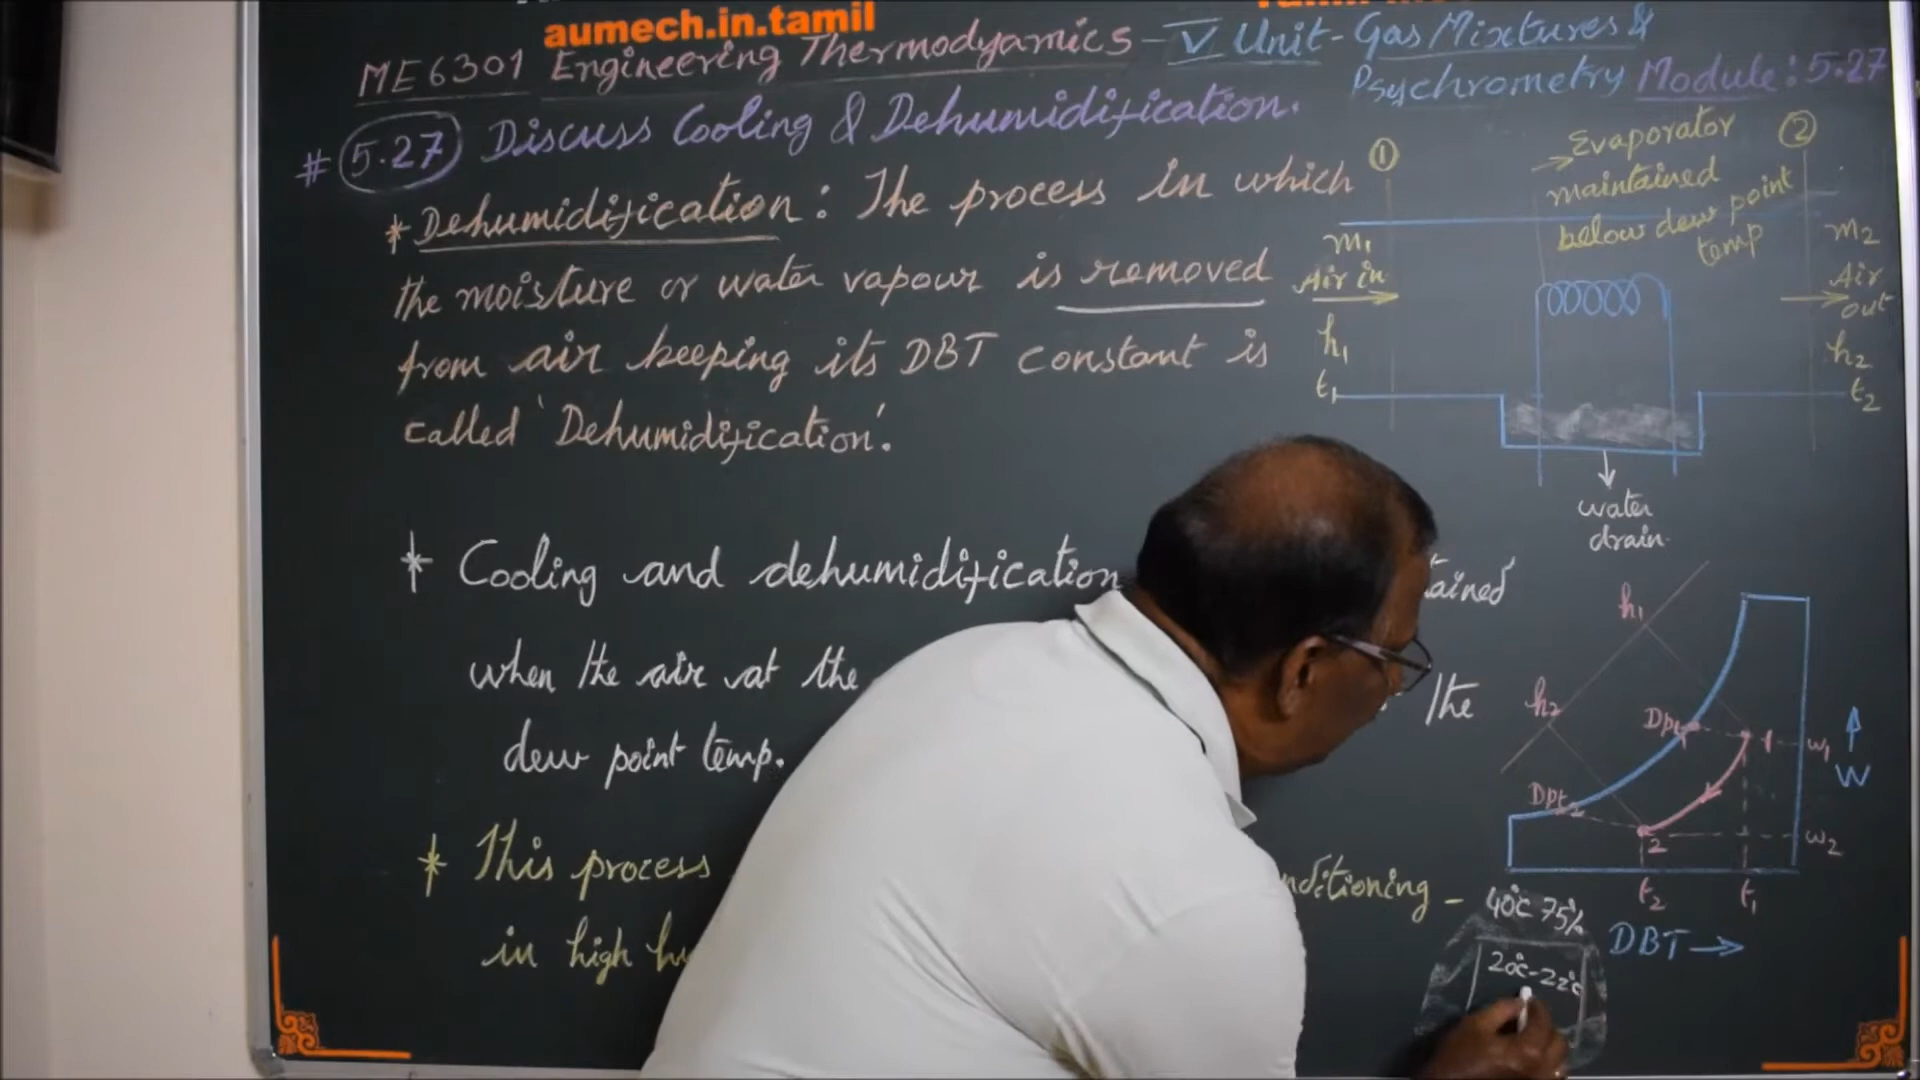 aumech.in.tamil
ME6301 Engineering Thermodyamics - V Unit - Gas Mixtures &
Psychrometry Module: 5.27
# 5.27 Discuss Cooling & Dehumidification.
* Dehumidification: The process in which
the moisture or water vapour is removed
from air keeping its DBT constant is
called 'Dehumidification'.
* Cooling and dehumidification
tained
when the air at the
the
dew point temp.
* This process
nditioning -
in high hu
1
→ Evaporator
maintained
below dew point
temp
2
m1
Air in
h1
t1
m2
Air
out
h2
t2
water
drain.
h1
h2
Dpt1
Dpt2
1
2
w1
w2
W
t2
t1
DBT →
40°C 75%
20°C-22°C